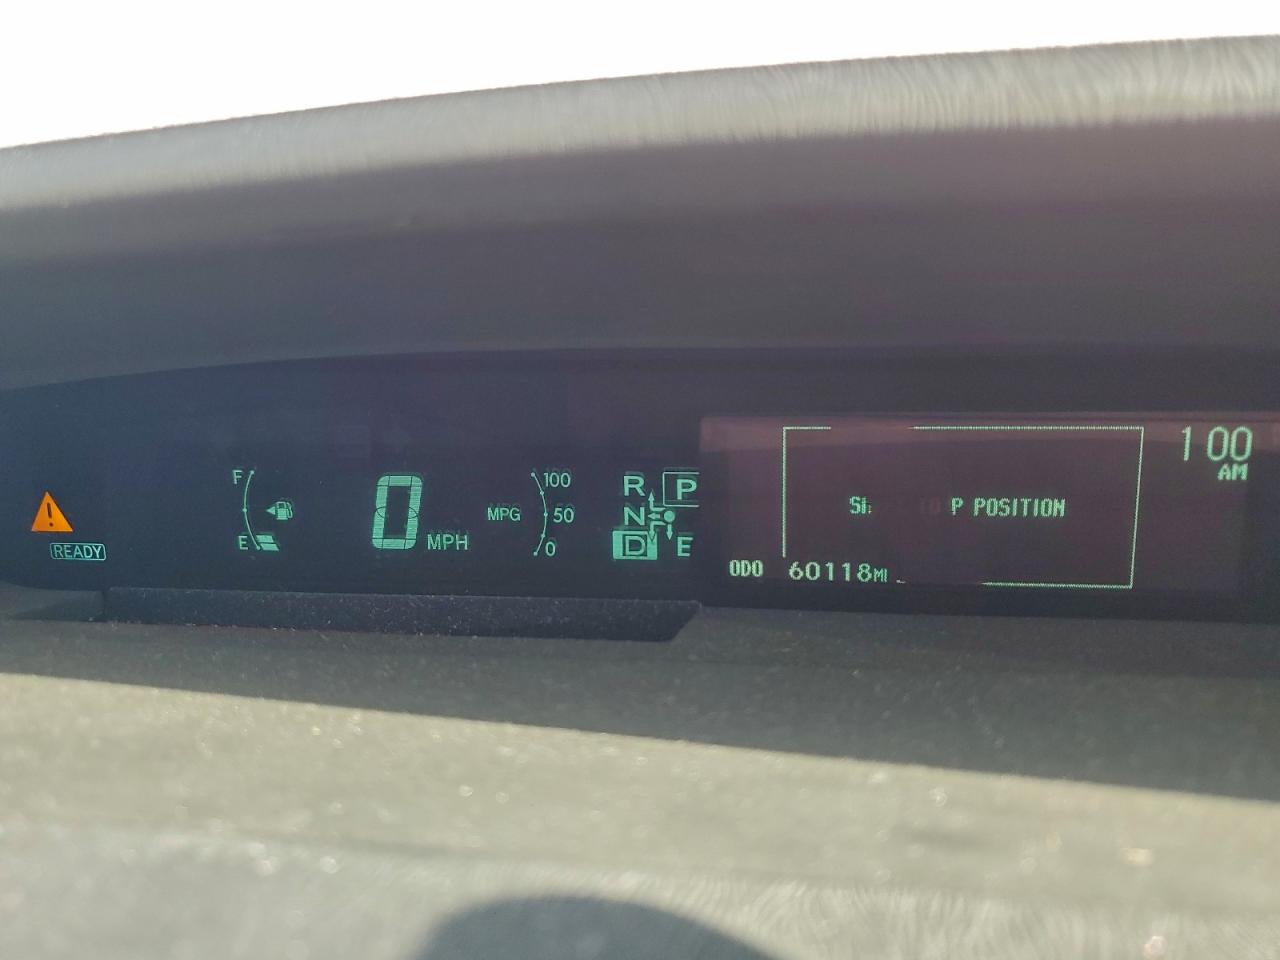 F
E
READY
0 MPH
MPG
100
50
0
R P
N
D E
P POSITION
ODO 60118MI
1 00
AM